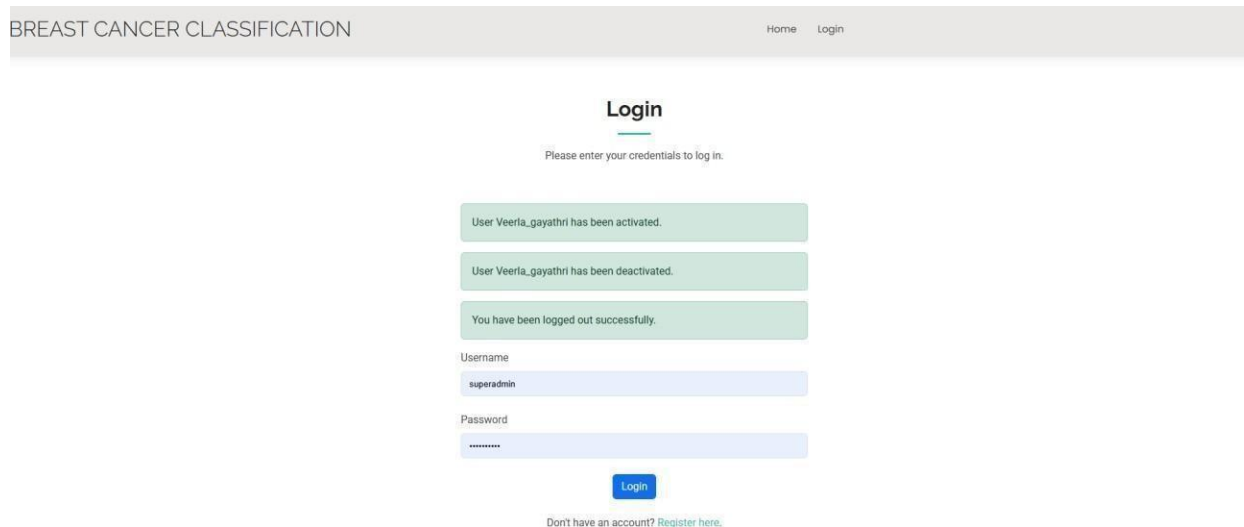 BREAST CANCER CLASSIFICATION
Home Login
Login
Please enter your credentials to log in.
User Veerla_gayathri has been activated.
User Veerla_gayathri has been deactivated.
You have been logged out successfully.
Username
superadmin
Password
••••••••••
Login
Don't have an account? Register here.